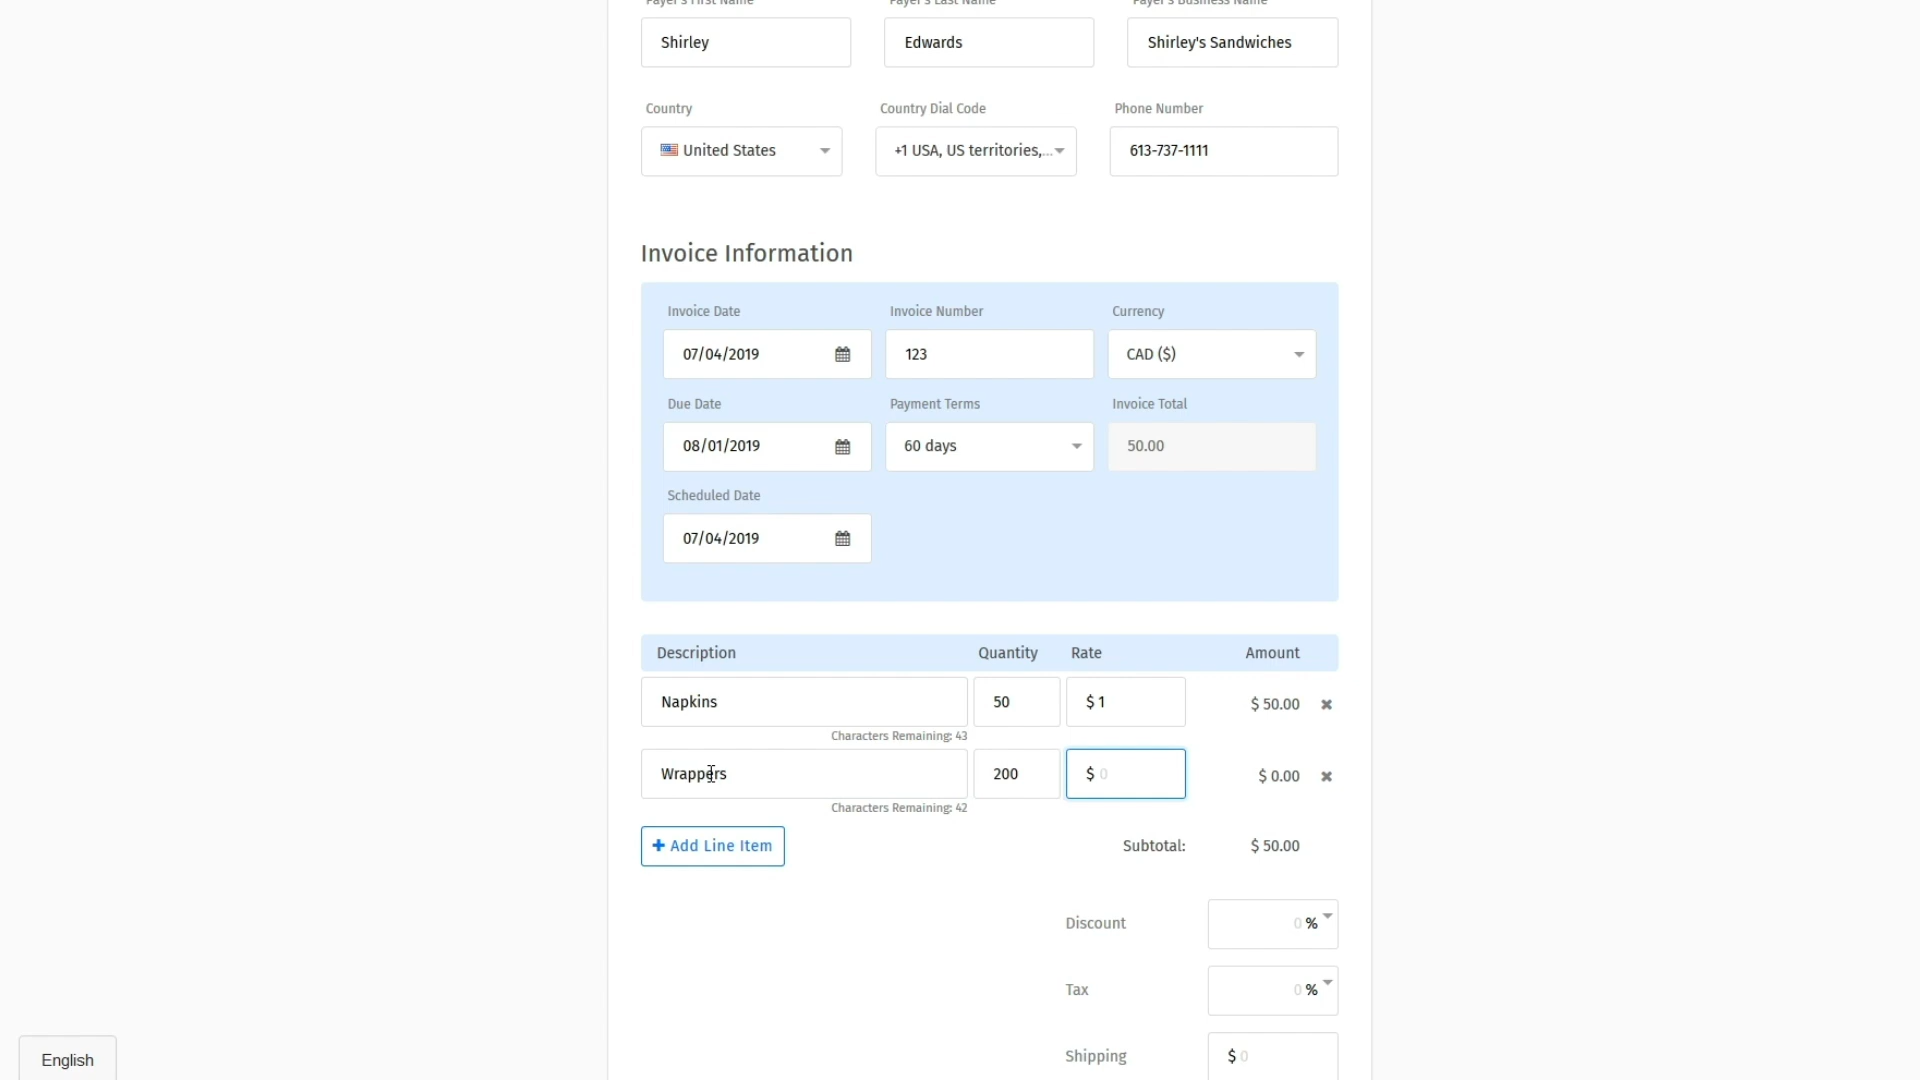 Payer's First Name Payer's Last Name Payer's Business Name
Shirley Edwards Shirley's Sandwiches
Country Country Dial Code Phone Number
United States +1 USA, US territories,... 613-737-1111
Invoice Information
Invoice Date Invoice Number Currency
07/04/2019 123 CAD ($)
Due Date Payment Terms Invoice Total
08/01/2019 60 days 50.00
Scheduled Date
07/04/2019
Description Quantity Rate Amount
Napkins 50 $ 1 $ 50.00
Characters Remaining: 43
Wrappers 200 $ 0 $ 0.00
Characters Remaining: 42
Add Line Item Subtotal: $ 50.00
Discount 0 %
Tax 0 %
Shipping $ 0
English